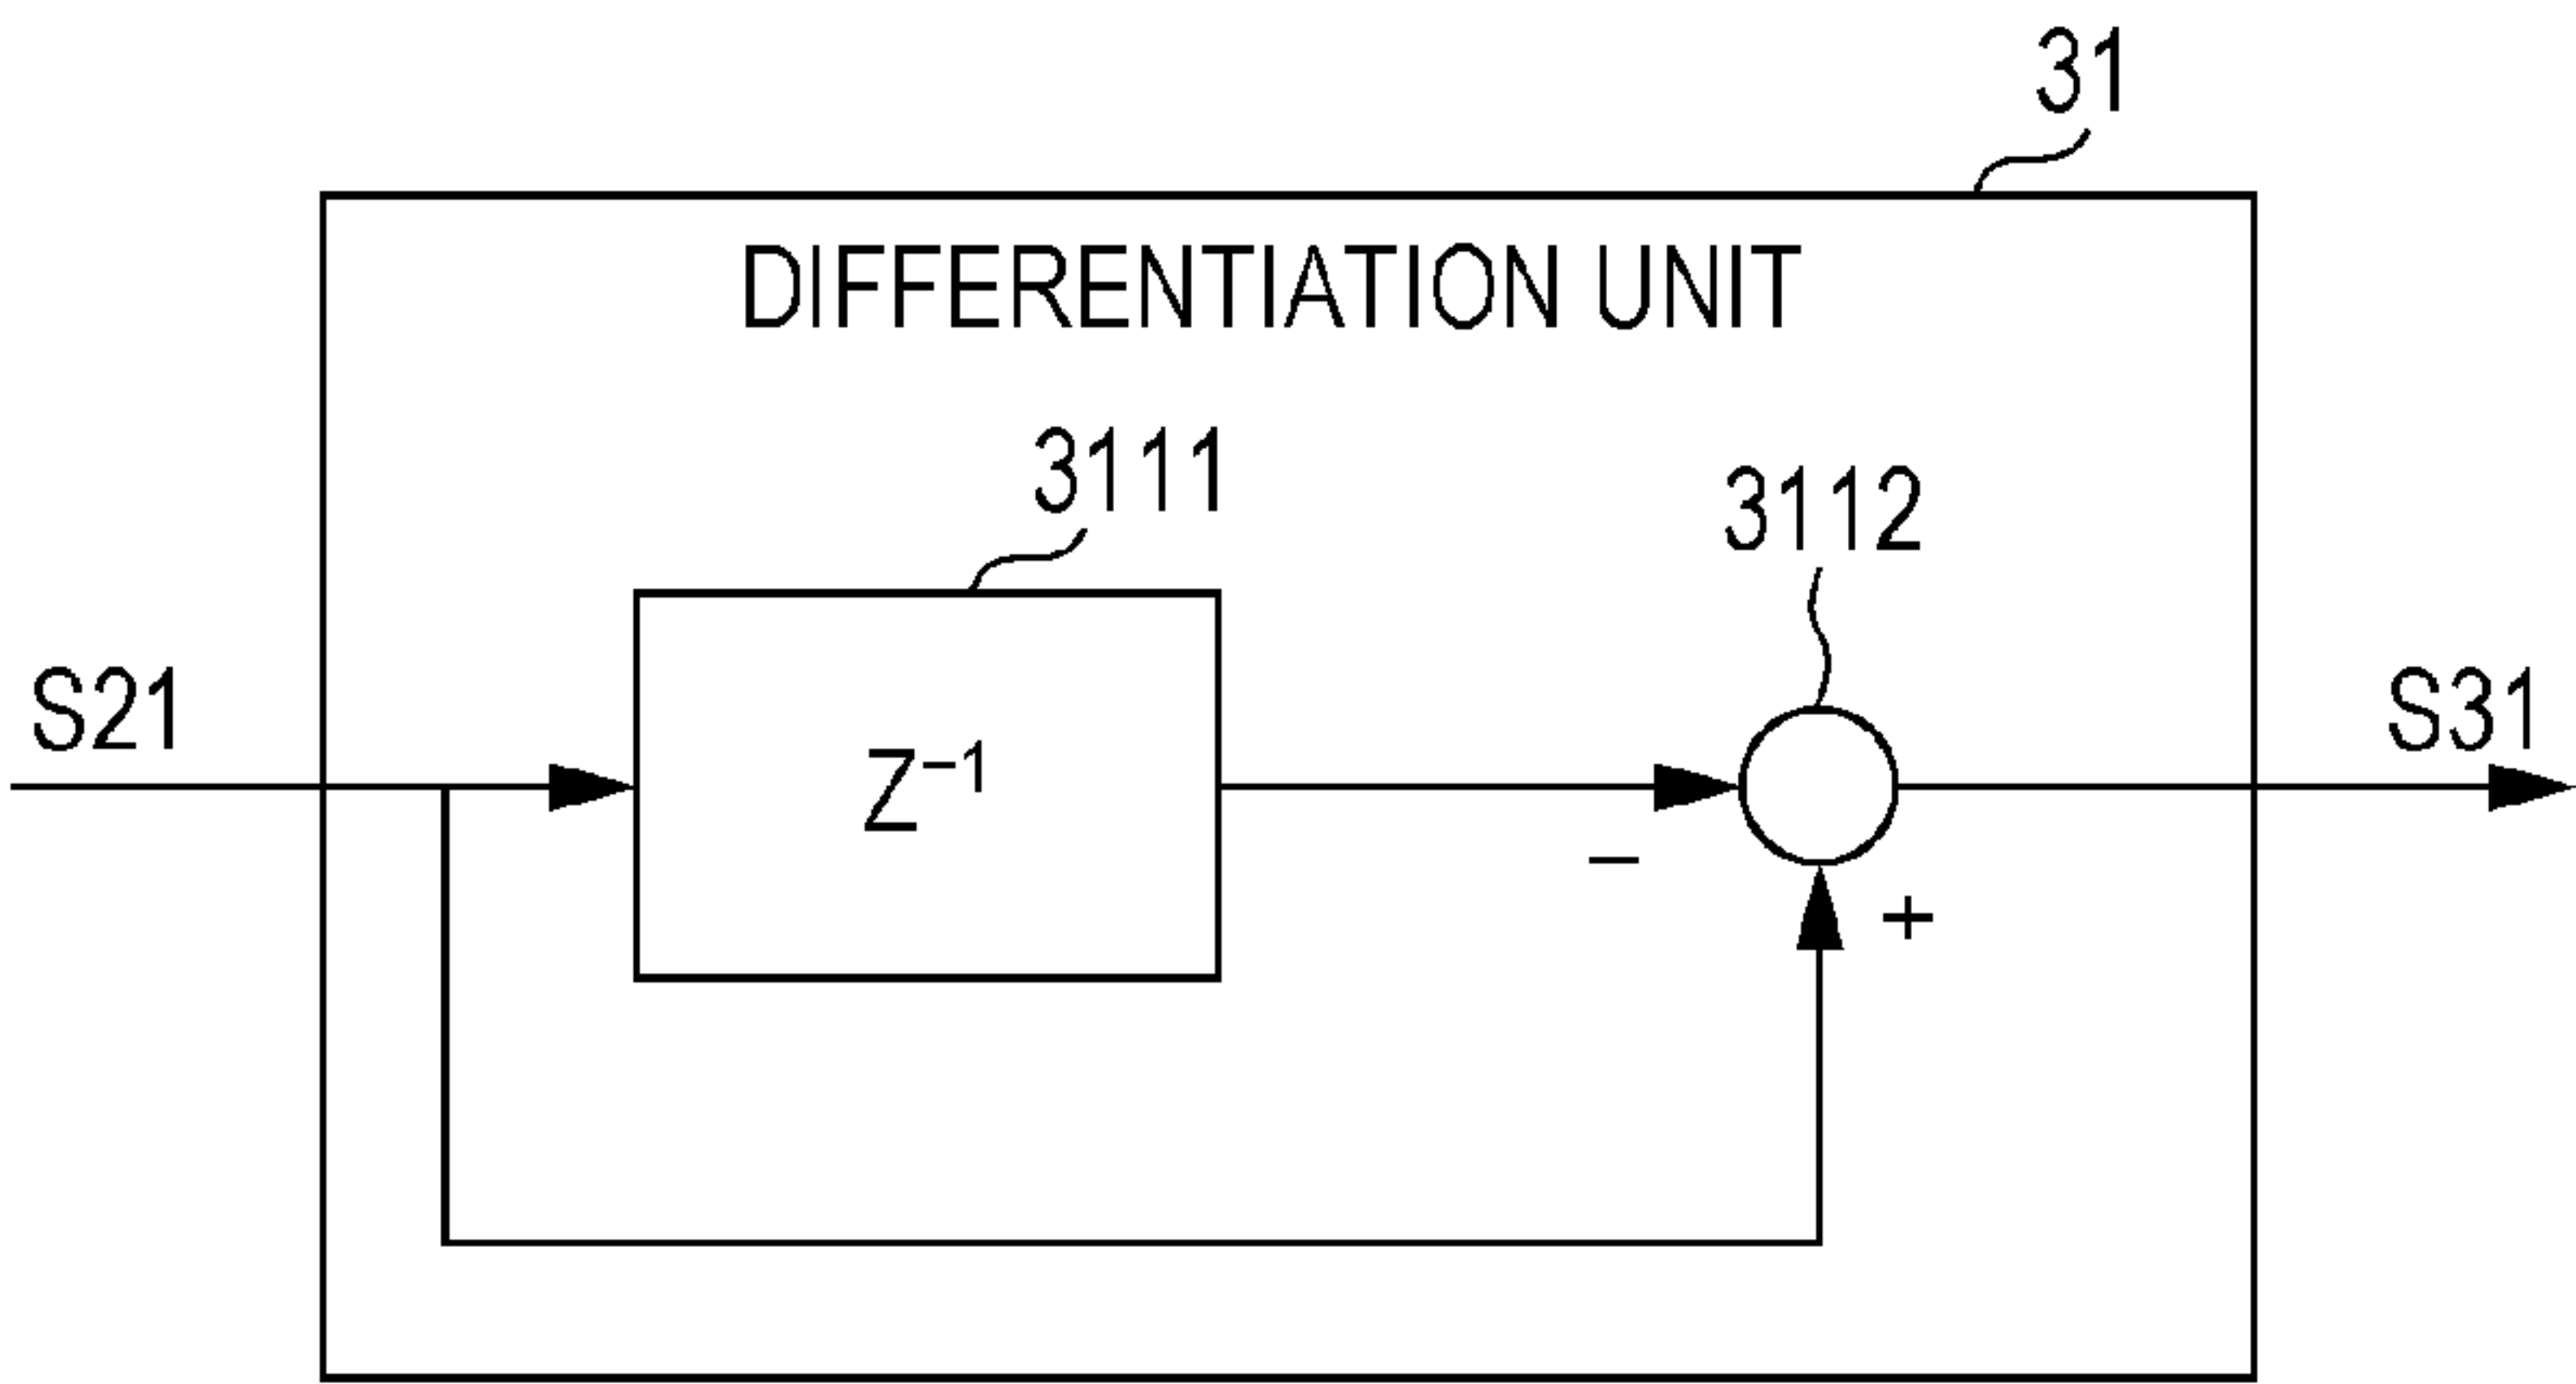 31
DIFFERENTIATION UNIT
3111
3112
S21
Z⁻¹
S31
−
+